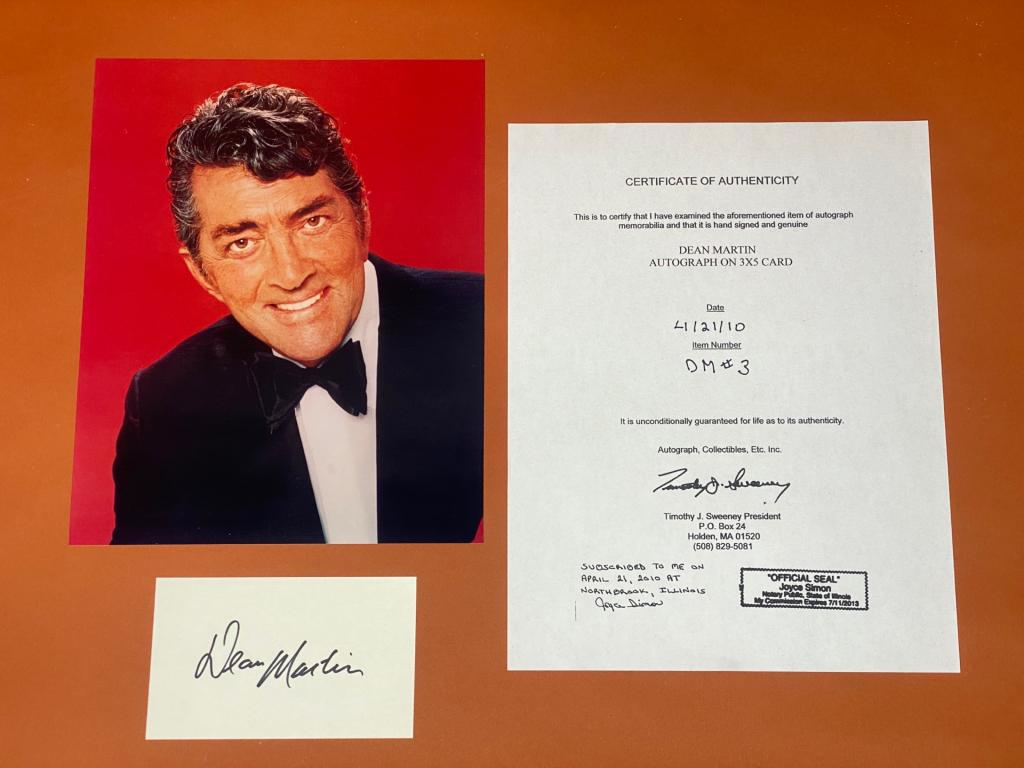 CERTIFICATE OF AUTHENTICITY
This is to certify that I have examined the aforementioned item of autograph
memorabilia and that it is hand signed and genuine
DEAN MARTIN
AUTOGRAPH ON 3X5 CARD
Date
4/21/10
Item Number
DM#3
It is unconditionally guaranteed for life as to its authenticity.
Autograph, Collectibles, Etc. Inc.
Timothy J. Sweeney
Timothy J. Sweeney President
P.O. Box 24
Holden, MA 01520
(508) 829-5081
SUBSCRIBED TO ME ON
APRIL 21, 2010 AT
NORTHBROOK, ILLINOIS
Joyce Simon
"OFFICIAL SEAL"
Joyce Simon
Notary Public, State of Illinois
My Commission Expires 7/11/2013
Dean Martin